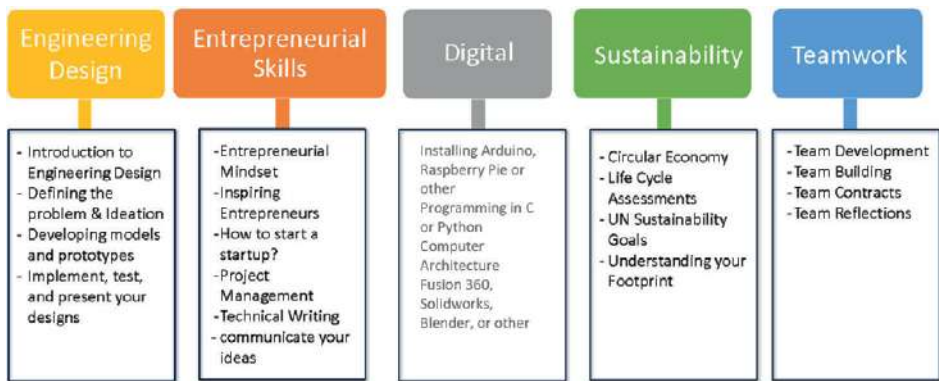 Engineering
Design
- Introduction to
Engineering Design
- Defining the
problem & Ideation
- Developing models
and prototypes
- Implement, test,
and present your
designs
Entrepreneurial
Skills
-Entrepreneurial
Mindset
-Inspiring
Entrepreneurs
-How to start a
startup?
-Project
Management
-Technical Writing
- communicate your
ideas
Digital
Installing Arduino,
Raspberry Pie or
other
Programming in C
or Python
Computer
Architecture
Fusion 360,
Solidworks,
Blender, or other
Sustainability
- Circular Economy
- Life Cycle
Assessments
- UN Sustainability
Goals
- Understanding your
Footprint
Teamwork
-Team Development
-Team Building
-Team Contracts
-Team Reflections